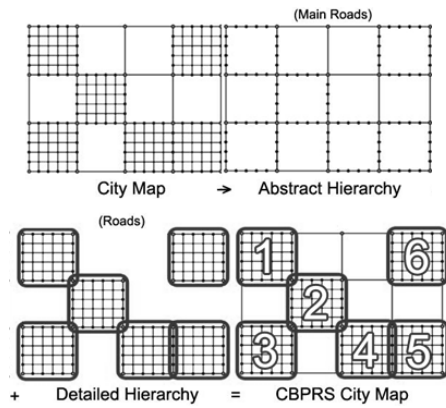 (Main Roads)
City Map → Abstract Hierarchy
(Roads)
1 6
2
3 4 5
+ Detailed Hierarchy = CBPRS City Map